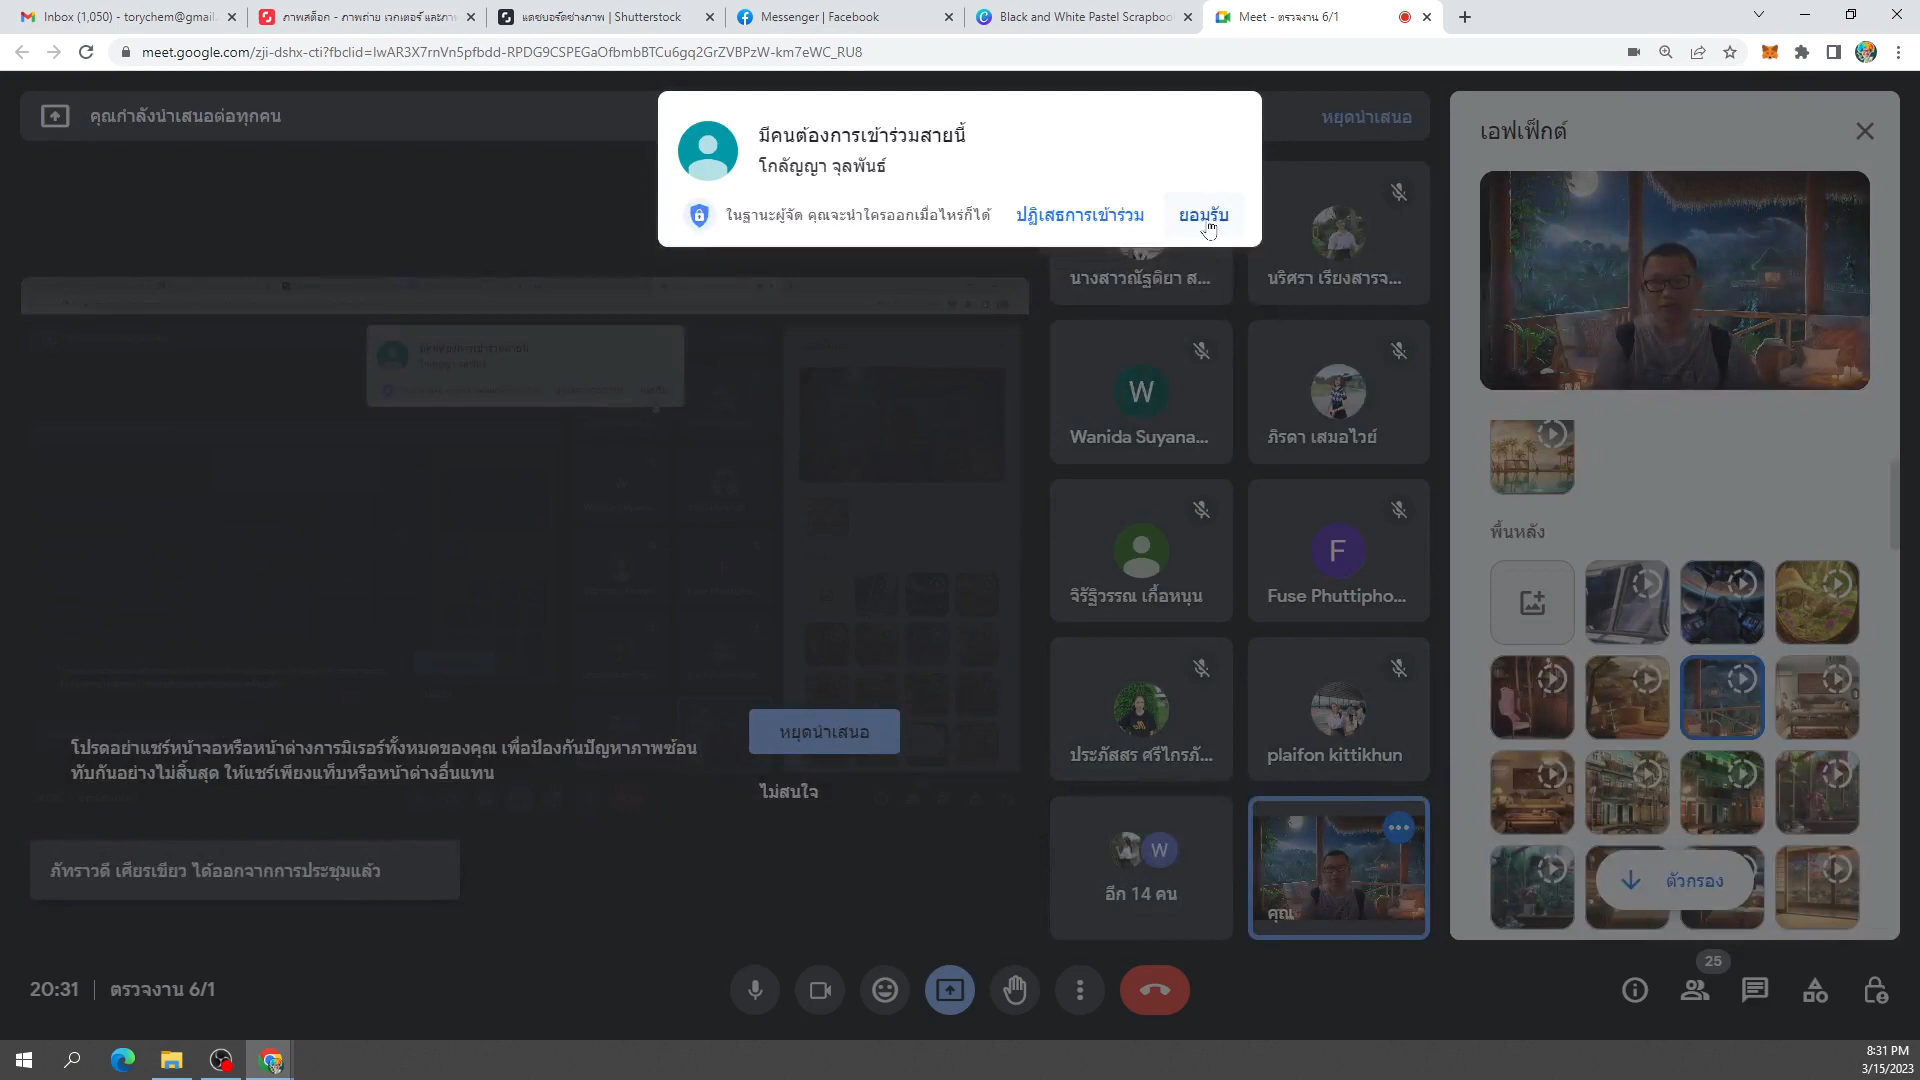 Inbox (1,050) - torychem@gmail.
ภาพสต็อก - ภาพถ่าย เวกเตอร์ และภาพ
แดชบอร์ดช่างภาพ | Shutterstock
Messenger | Facebook
Black and White Pastel Scrapboo
Meet - ตรวจงาน 6/1
meet.google.com/zji-dshx-cti?fbclid=IwAR3X7rnVn5pfbdd-RPDG9CSPEGaOfbmbBTCu6gq2GrZVBPzW-km7eWC_RU8
คุณกำลังนำเสนอต่อทุกคน
หยุดนำเสนอ
มีคนต้องการเข้าร่วมสายนี้
โกลัญญา จุลพันธ์
ในฐานะผู้จัด คุณจะนำใครออกเมื่อไหร่ก็ได้
ปฏิเสธการเข้าร่วม
ยอมรับ
เอฟเฟ็กต์
นางสาวณัฐติยา ส...
นริศรา เรียงสารจ...
W
Wanida Suyana...
ภิรดา เสมอไวย์
จิรัฐิวรรณ เกื้อหนุน
F
Fuse Phuttipho...
ประภัสสร ศรีไกรภั...
plaifon kittikhun
W
อีก 14 คน
คุณ
พื้นหลัง
ตัวกรอง
โปรดอย่าแชร์หน้าจอหรือหน้าต่างการมิเรอร์ทั้งหมดของคุณ เพื่อป้องกันปัญหาภาพซ้อน
ทับกันอย่างไม่สิ้นสุด ให้แชร์เพียงแท็บหรือหน้าต่างอื่นแทน
หยุดนำเสนอ
ไม่สนใจ
ภัทราวดี เศียรเขียว ได้ออกจากการประชุมแล้ว
20:31
ตรวจงาน 6/1
25
8:31 PM
3/15/2023